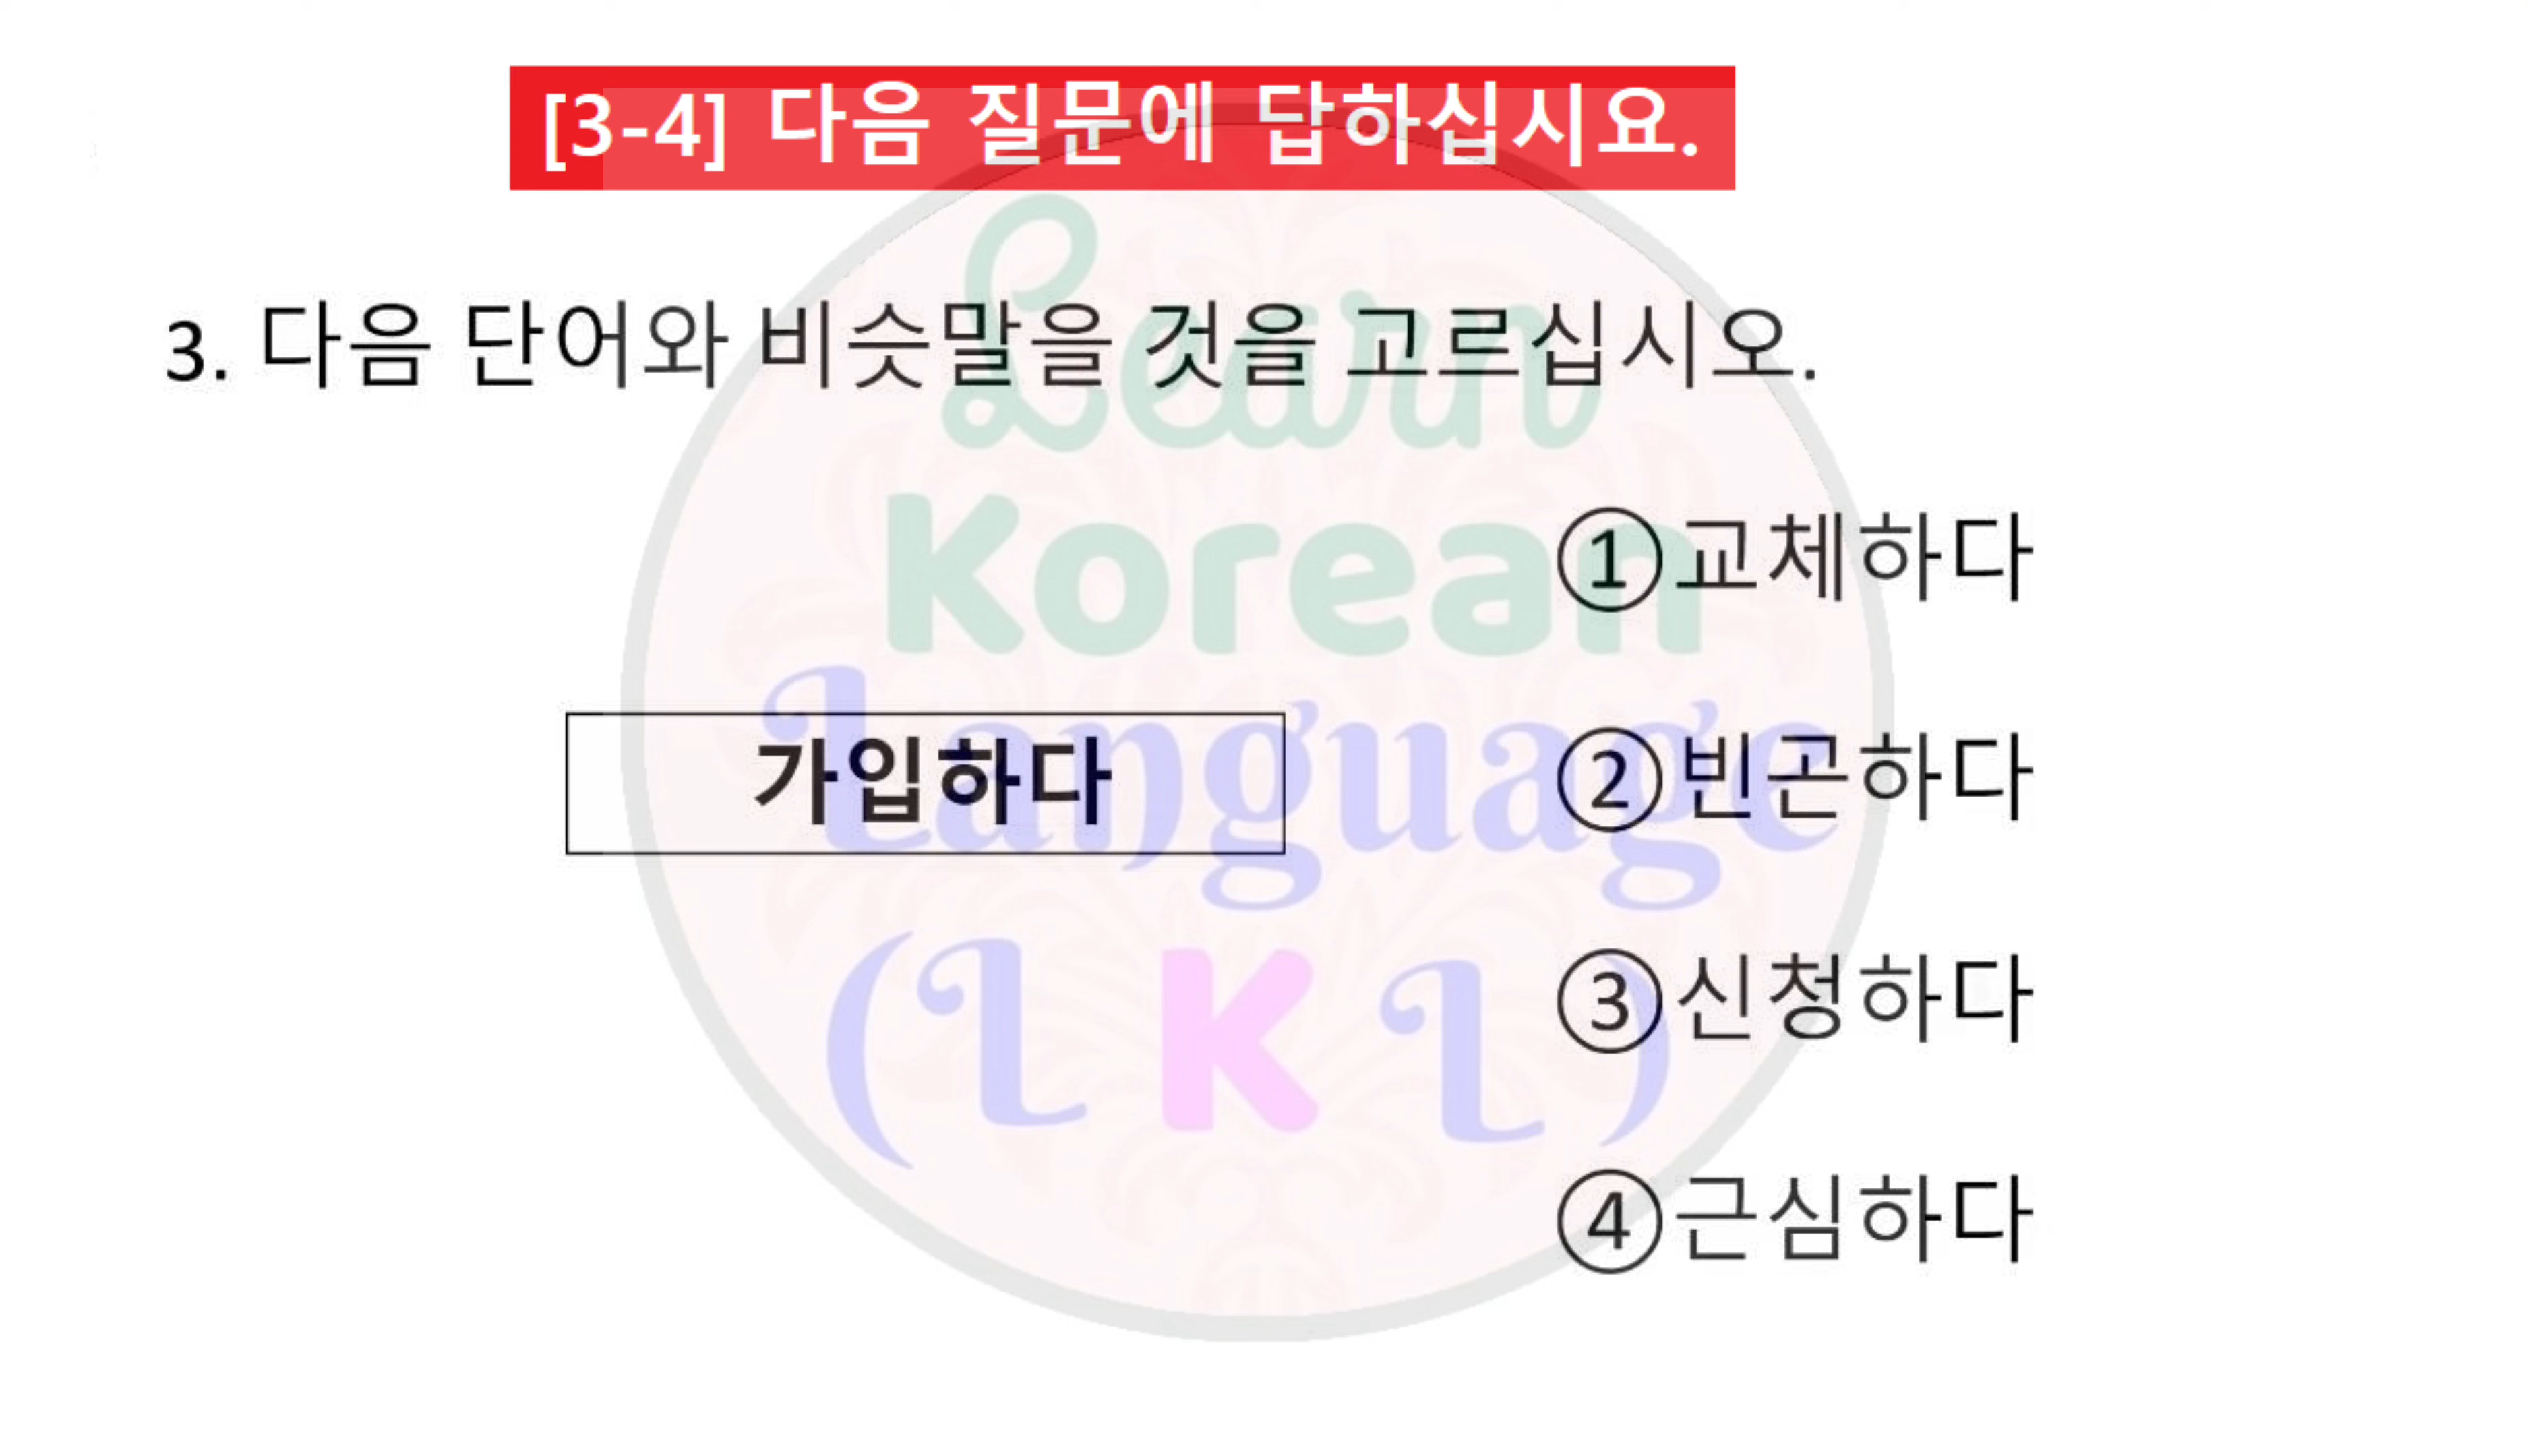 [3-4] 다음 질문에 답하십시요.
3. 다음 단어와 비슷말을 것을 고르십시오.
①교체하다
가입하다
②빈곤하다
③신청하다
④근심하다
Learn
Korean
Language
(L K L)